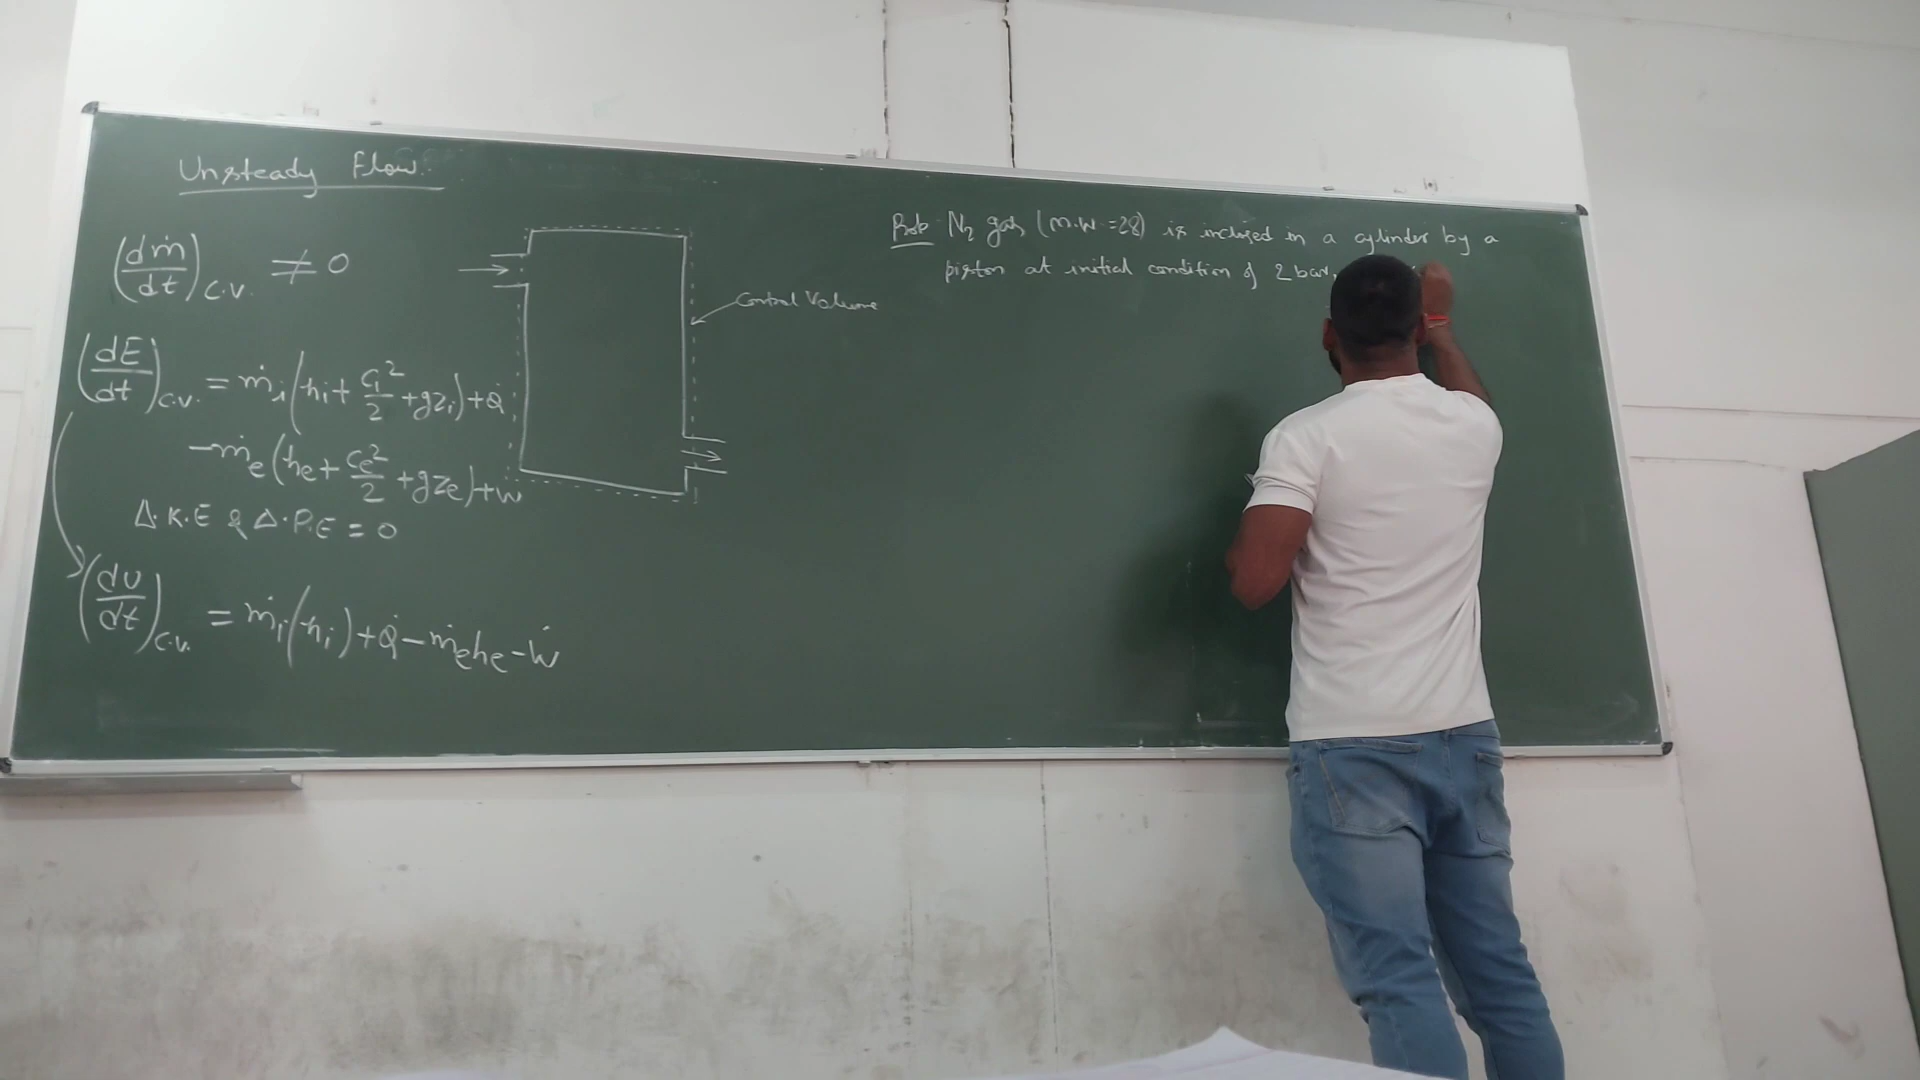 Unsteady Flow.
(dṁ/dt)C.V. ≠ 0
(dE/dt)C.V. = ṁi(hi + Ci²/2 + gzi) + Q̇
-ṁe(he + Ce²/2 + gze) + ẇ
Δ.K.E & Δ.P.E = 0
(dU/dt)C.V. = ṁi(hi) + Q̇ - ṁehe - Ẇ
Control Volume
Prob N₂ gas (M.W. = 28) is inclosed in a cylinder by a
piston at initial condition of 2 bar,